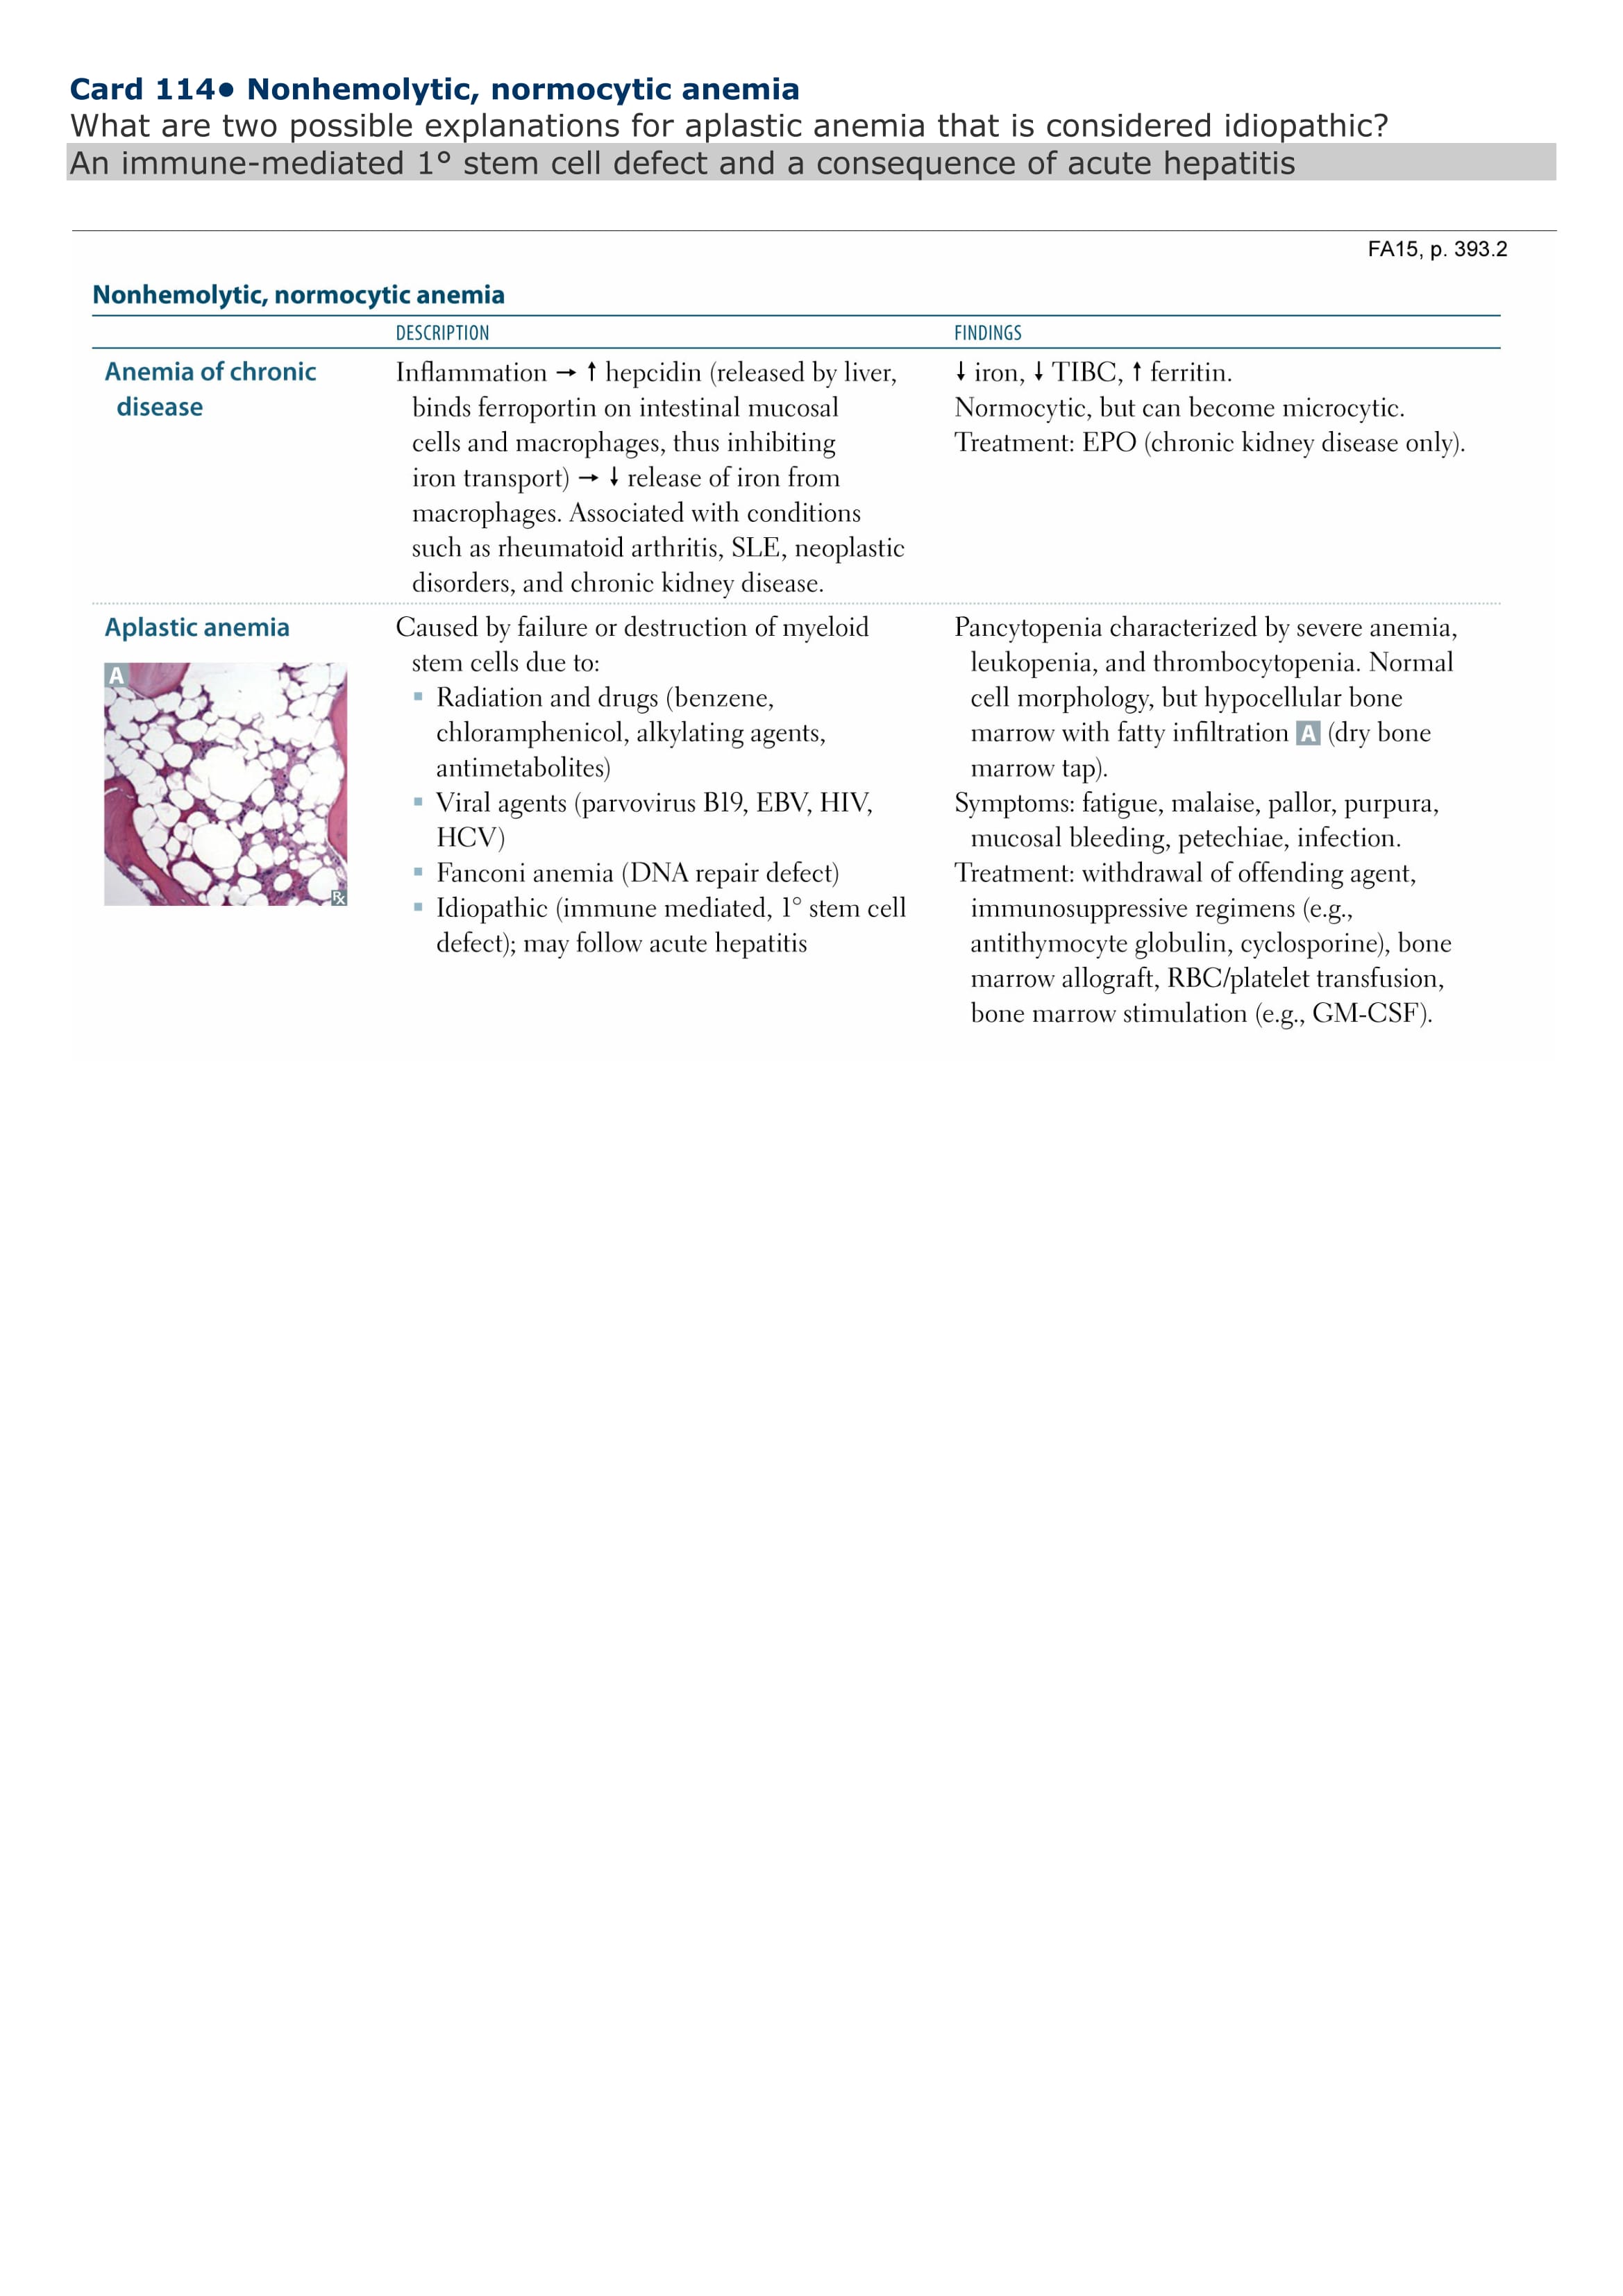 Card 114• Nonhemolytic, normocytic anemia
What are two possible explanations for aplastic anemia that is considered idiopathic?
An immune-mediated 1° stem cell defect and a consequence of acute hepatitis
FA15, p. 393.2
Nonhemolytic, normocytic anemia
DESCRIPTION
FINDINGS
Anemia of chronic
disease
Inflammation → ↑ hepcidin (released by liver,
binds ferroportin on intestinal mucosal
cells and macrophages, thus inhibiting
iron transport) → ↓ release of iron from
macrophages. Associated with conditions
such as rheumatoid arthritis, SLE, neoplastic
disorders, and chronic kidney disease.
↓ iron, ↓ TIBC, ↑ ferritin.
Normocytic, but can become microcytic.
Treatment: EPO (chronic kidney disease only).
Aplastic anemia
A
Rx
Caused by failure or destruction of myeloid
stem cells due to:
▪ Radiation and drugs (benzene,
chloramphenicol, alkylating agents,
antimetabolites)
▪ Viral agents (parvovirus B19, EBV, HIV,
HCV)
▪ Fanconi anemia (DNA repair defect)
▪ Idiopathic (immune mediated, 1° stem cell
defect); may follow acute hepatitis
Pancytopenia characterized by severe anemia,
leukopenia, and thrombocytopenia. Normal
cell morphology, but hypocellular bone
marrow with fatty infiltration A (dry bone
marrow tap).
Symptoms: fatigue, malaise, pallor, purpura,
mucosal bleeding, petechiae, infection.
Treatment: withdrawal of offending agent,
immunosuppressive regimens (e.g.,
antithymocyte globulin, cyclosporine), bone
marrow allograft, RBC/platelet transfusion,
bone marrow stimulation (e.g., GM-CSF).